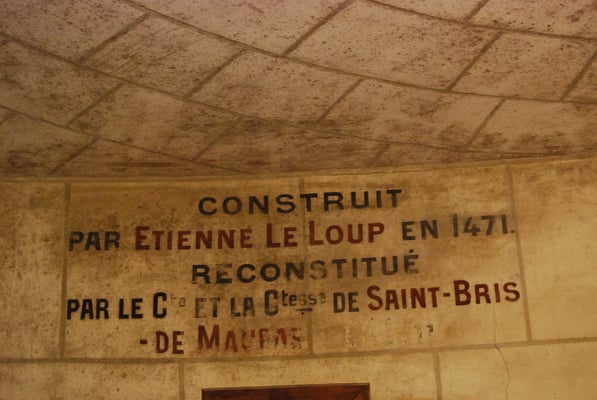 CONSTRUIT
PAR ETIENNE LE LOUP EN 1471.
RECONSTITUÉ
PAR LE Cte ET LA Ctesse DE SAINT-BRIS
-DE MAUPAS